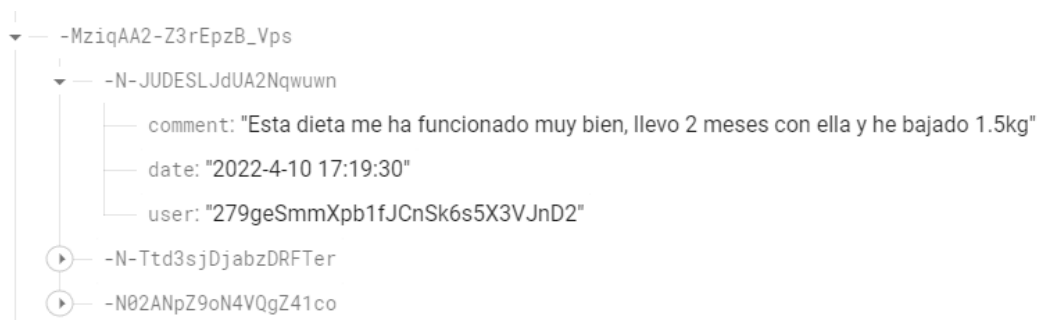 -MziqAA2-Z3rEpzB_Vps
-N-JUDESLJdUA2Nqwuwn
comment: "Esta dieta me ha funcionado muy bien, llevo 2 meses con ella y he bajado 1.5kg"
date: "2022-4-10 17:19:30"
user: "279geSmmXpb1fJCnSk6s5X3VJnD2"
-N-Ttd3sjDjabzDRFTer
-N02ANpZ9oN4VQgZ41co